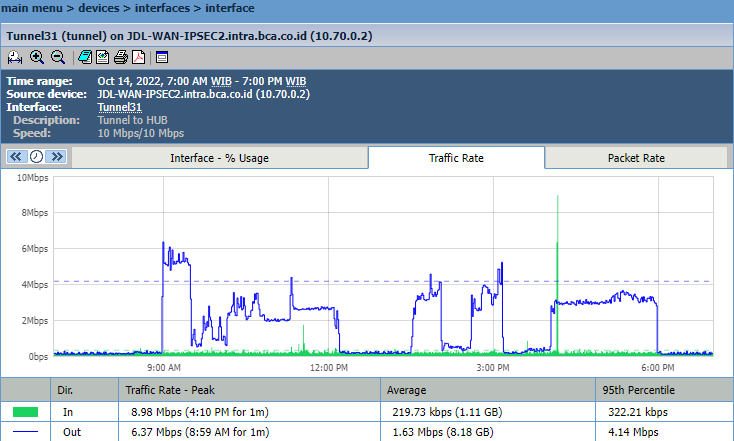 main menu > devices > interfaces > interface
Tunnel31 (tunnel) on JDL-WAN-IPSEC2.intra.bca.co.id (10.70.0.2)
Time range: Oct 14, 2022, 7:00 AM WIB - 7:00 PM WIB
Source device: JDL-WAN-IPSEC2.intra.bca.co.id (10.70.0.2)
Interface: Tunnel31
Description: Tunnel to HUB
Speed: 10 Mbps/10 Mbps
Interface - % Usage Traffic Rate Packet Rate
10Mbps
8Mbps
6Mbps
4Mbps
2Mbps
0bps
9:00 AM 12:00 PM 3:00 PM 6:00 PM
Dir. Traffic Rate - Peak Average 95th Percentile
In 8.98 Mbps (4:10 PM for 1m) 219.73 kbps (1.11 GB) 322.21 kbps
Out 6.37 Mbps (8:59 AM for 1m) 1.63 Mbps (8.18 GB) 4.14 Mbps